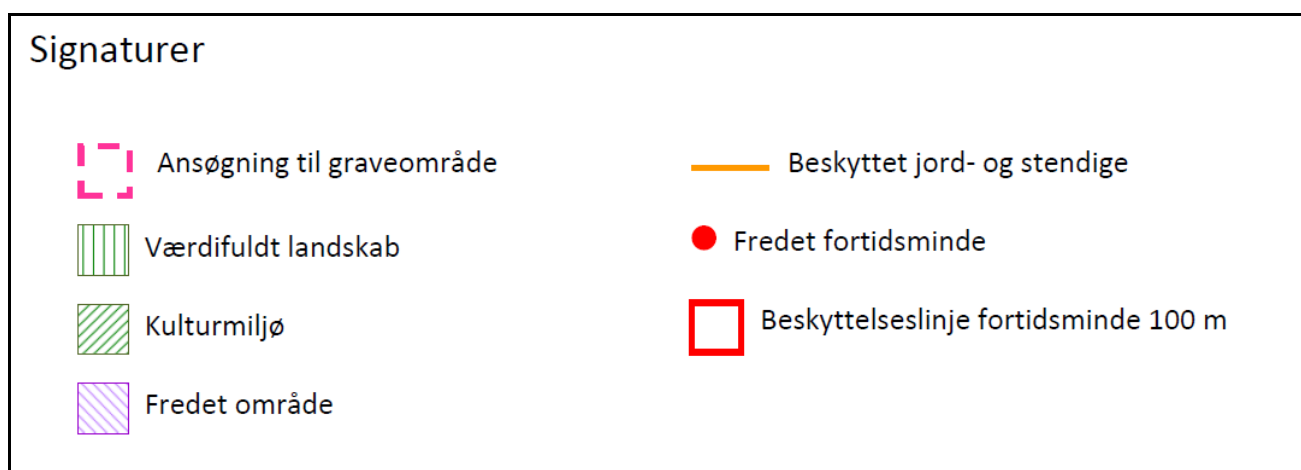 Signaturer
Ansøgning til graveområde
Værdifuldt landskab
Kulturmiljø
Fredet område
Beskyttet jord- og stendige
Fredet fortidsminde
Beskyttelseslinje fortidsminde 100 m